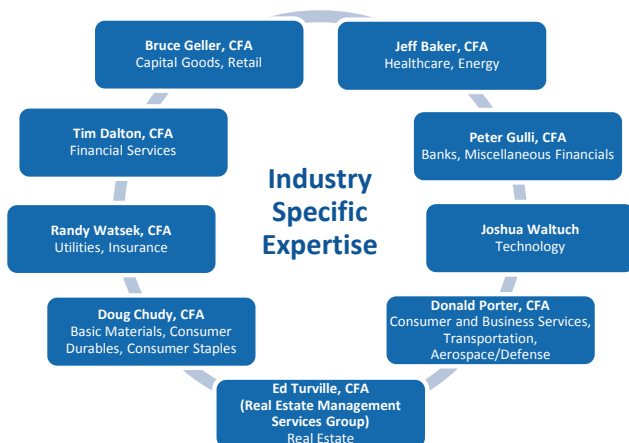 Bruce Geller, CFA
Capital Goods, Retail
Jeff Baker, CFA
Healthcare, Energy
Tim Dalton, CFA
Financial Services
Peter Gulli, CFA
Banks, Miscellaneous Financials
Industry
Specific
Expertise
Randy Watsek, CFA
Utilities, Insurance
Joshua Waltuch
Technology
Doug Chudy, CFA
Basic Materials, Consumer
Durables, Consumer Staples
Donald Porter, CFA
Consumer and Business Services,
Transportation,
Aerospace/Defense
Ed Turville, CFA
(Real Estate Management
Services Group)
Real Estate